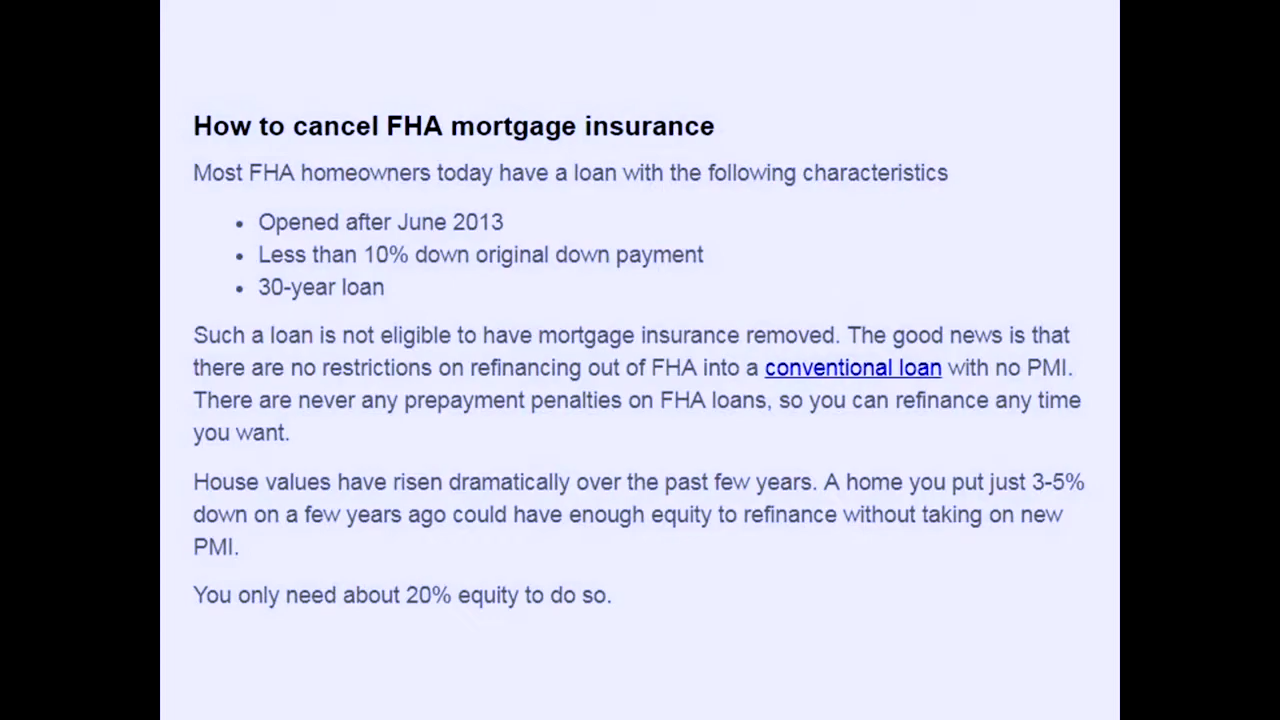 How to cancel FHA mortgage insurance
Most FHA homeowners today have a loan with the following characteristics
• Opened after June 2013
• Less than 10% down original down payment
• 30-year loan
Such a loan is not eligible to have mortgage insurance removed. The good news is that
there are no restrictions on refinancing out of FHA into a conventional loan with no PMI.
There are never any prepayment penalties on FHA loans, so you can refinance any time
you want.
House values have risen dramatically over the past few years. A home you put just 3-5%
down on a few years ago could have enough equity to refinance without taking on new
PMI.
You only need about 20% equity to do so.